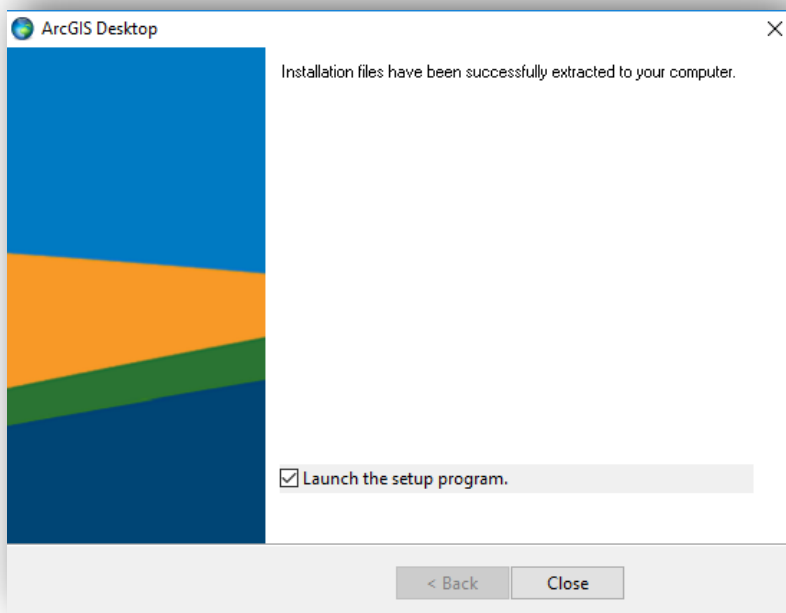 ArcGIS Desktop
Installation files have been successfully extracted to your computer.
Launch the setup program.
< Back
Close